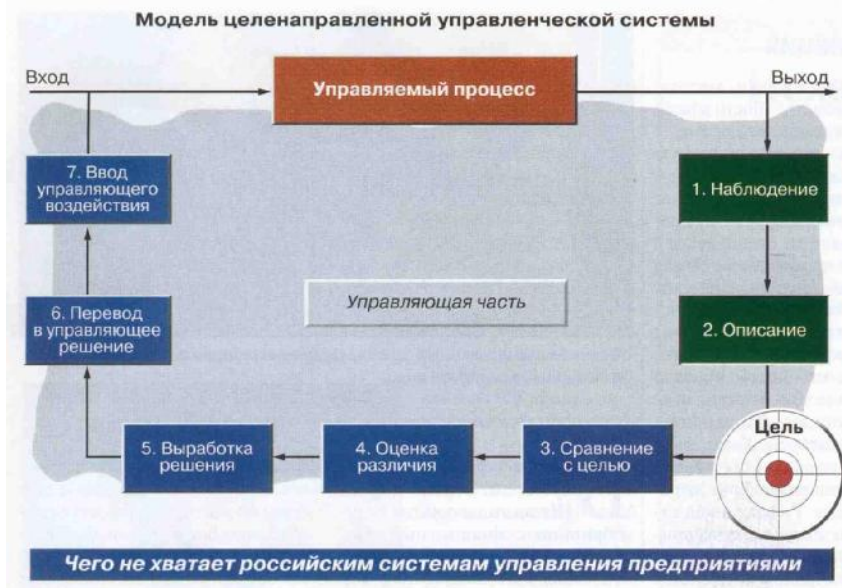 Модель целенаправленной управленческой системы
Вход
Управляемый процесс
Выход
7. Ввод
управляющего
воздействия
1. Наблюдение
6. Перевод
в управляющее
решение
Управляющая часть
2. Описание
Цель
5. Выработка
решения
4. Оценка
различия
3. Сравнение
с целью
Чего не хватает российским системам управления предприятиями